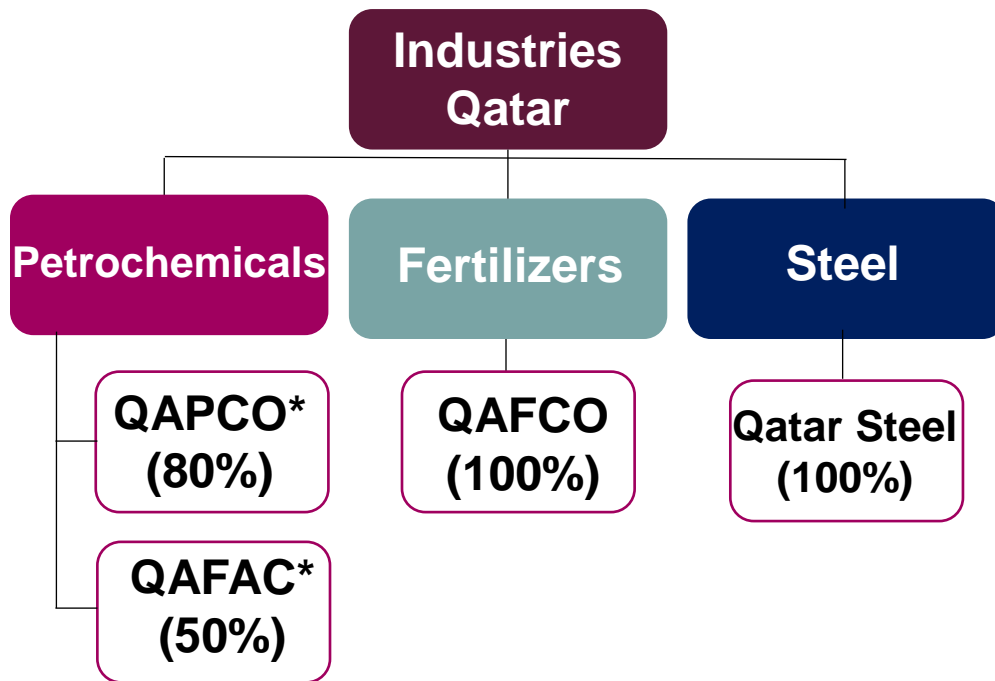 Industries
Qatar
Petrochemicals
Fertilizers
Steel
QAPCO*
(80%)
QAFCO
(100%)
Qatar Steel
(100%)
QAFAC*
(50%)